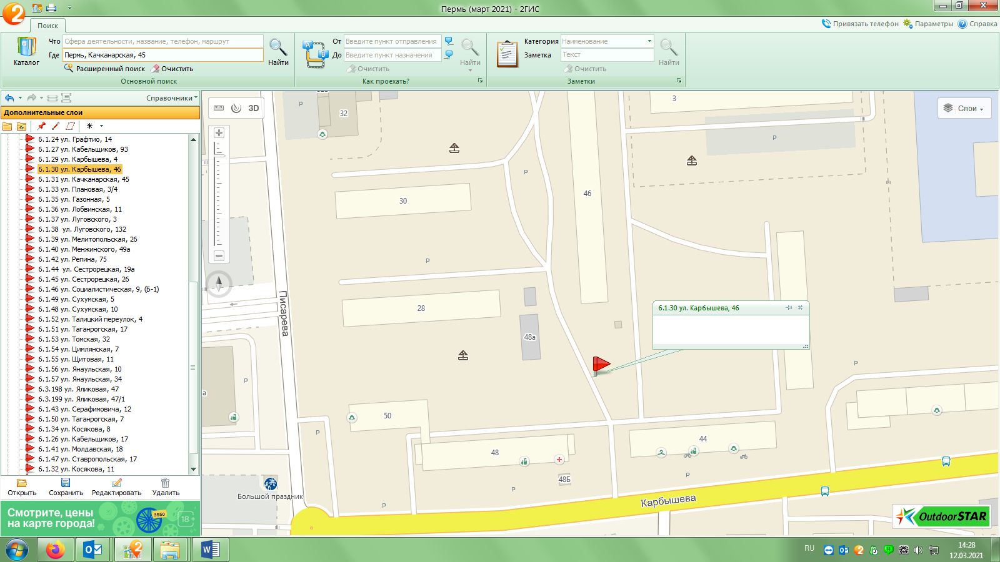 Пермь (март 2021) - 2ГИС
Поиск
Привязать телефон Параметры Справка
Каталог
Что Сфера деятельности, название, телефон, маршрут
Где Пермь, Качканарская, 45
Расширенный поиск Очистить
Найти
Основной поиск
От Введите пункт отправления
До Введите пункт назначения
Очистить
Найти
Как проехать?
Категория Наименование
Заметка Текст
Очистить
Найти
Заметки
Справочники
Дополнительные слои
6.1.24 ул. Графтио, 14
6.1.27 ул. Кабельщиков, 93
6.1.29 ул. Карбышева, 4
6.1.30 ул. Карбышева, 46
6.1.31 ул. Качканарская, 45
6.1.33 ул. Плановая, 3/4
6.1.35 ул. Газонная, 5
6.1.36 ул. Лобвинская, 11
6.1.37 ул. Луговского, 3
6.1.38 ул. Луговского, 132
6.1.39 ул. Мелитопольская, 26
6.1.40 ул. Менжинского, 49а
6.1.42 ул. Репина, 75
6.1.44 ул. Сестрорецкая, 19а
6.1.45 ул. Сестрорецкая, 26
6.1.46 ул. Социалистическая, 9, (Б-1)
6.1.49 ул. Сухумская, 5
6.1.48 ул. Сухумская, 10
6.1.52 ул. Талицкий переулок, 4
6.1.51 ул. Таганрогская, 17
6.1.53 ул. Томская, 32
6.1.54 ул. Цимлянская, 7
6.1.55 ул. Щитовая, 11
6.1.56 ул. Янаульская, 10
6.1.57 ул. Янаульская, 34
6.3.198 ул. Яликовая, 47
6.3.199 ул. Яликовая, 47/1
6.1.43 ул. Серафимовича, 12
6.1.50 ул. Таганрогская, 7
6.1.34 ул. Косякова, 8
6.1.26 ул. Кабельщиков, 17
6.1.41 ул. Молдавская, 18
6.1.47 ул. Ставропольская, 17
6.1.32 ул. Косякова, 11
Открыть Сохранить Редактировать Удалить
Смотрите, цены
на карте города!
3550
18+
3D
Слои
32
3
P
P
P
46
30
P
28
48а
Писарева
6.1.30 ул. Карбышева, 46
P
P
а
50
P
48
44
48Б
P
P
P
Большой праздник
Карбышева
OutdoorSTAR
RU
14:28
12.03.2021